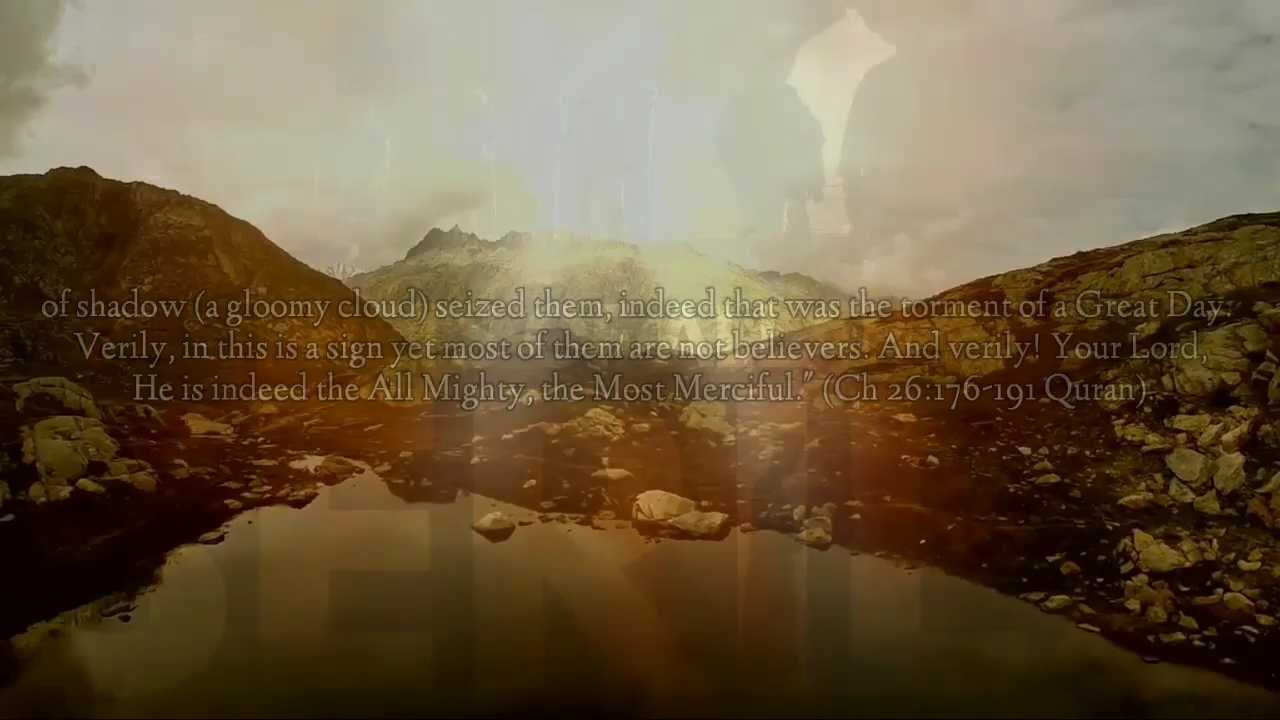 of shadow (a gloomy cloud) seized them, indeed that was the torment of a Great Day
Verily, in this is a sign yet most of them are not believers. And verily! Your Lord,
He is indeed the All Mighty, the Most Merciful." (Ch 26:176-191 Quran).